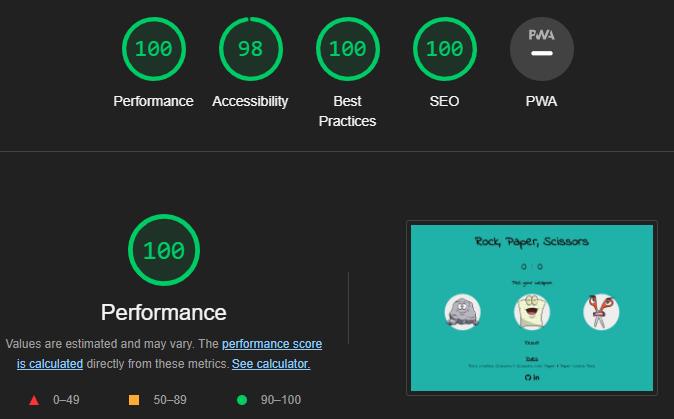 100
98
100
100
PWA
Performance
Accessibility
Best
Practices
SEO
PWA
100
Performance
Values are estimated and may vary. The performance score
is calculated directly from these metrics. See calculator.
0–49
50–89
90–100
Rock, Paper, Scissors
0 : 0
Pick your weapon
Result
Rules